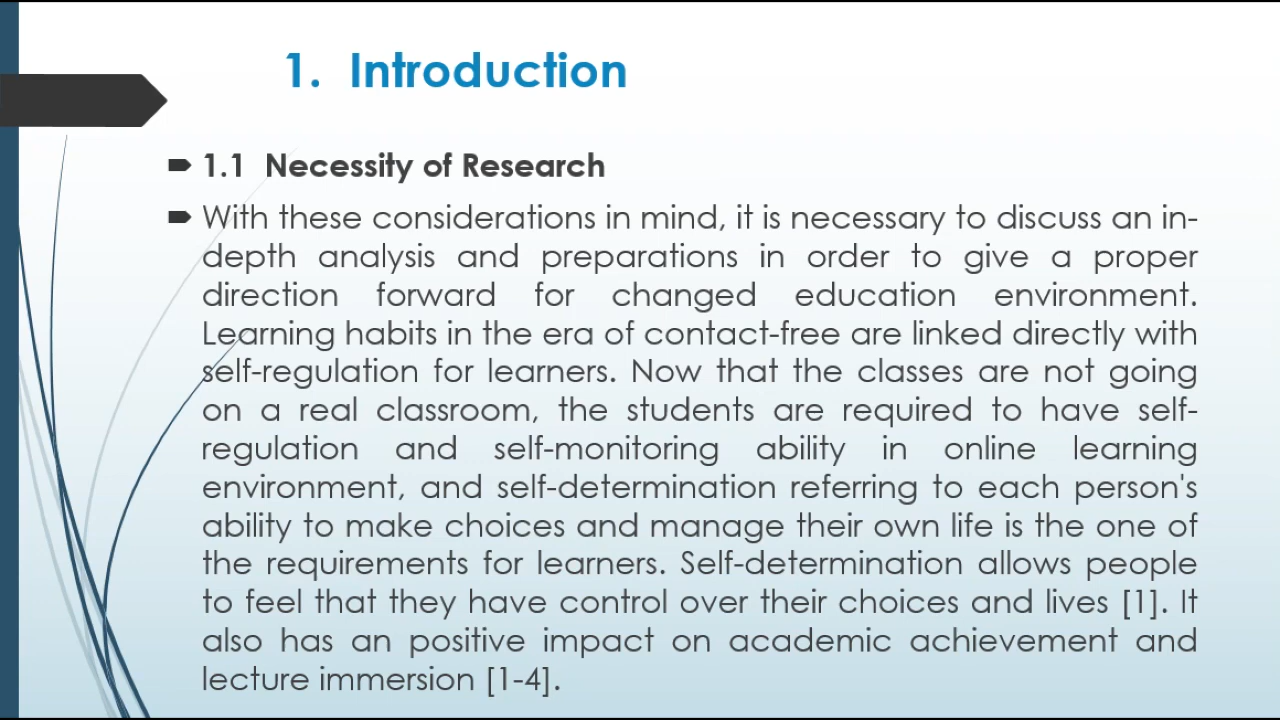 1. Introduction
1.1 Necessity of Research
With these considerations in mind, it is necessary to discuss an in-
depth analysis and preparations in order to give a proper
direction forward for changed education environment.
Learning habits in the era of contact-free are linked directly with
self-regulation for learners. Now that the classes are not going
on a real classroom, the students are required to have self-
regulation and self-monitoring ability in online learning
environment, and self-determination referring to each person's
ability to make choices and manage their own life is the one of
the requirements for learners. Self-determination allows people
to feel that they have control over their choices and lives [1]. It
also has an positive impact on academic achievement and
lecture immersion [1-4].